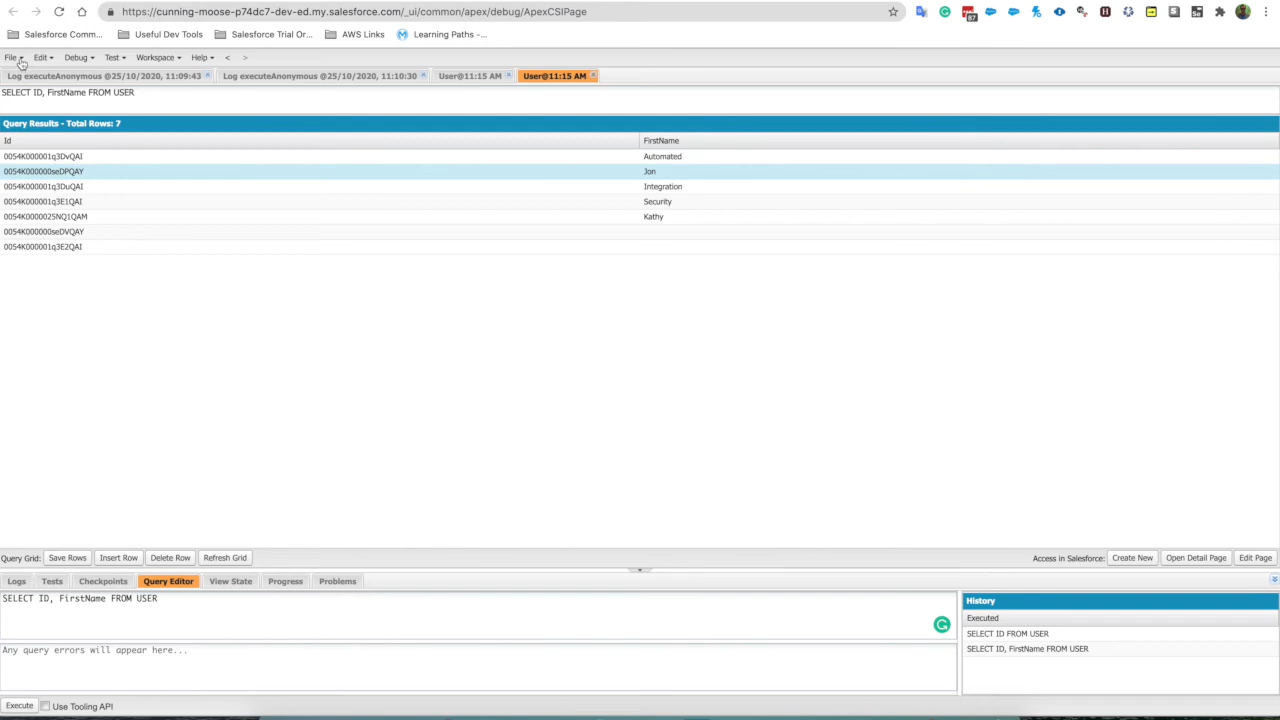 https://cunning-moose-p74dc7-dev-ed.my.salesforce.com/_ui/common/apex/debug/ApexCSIPage
87
Salesforce Comm... Useful Dev Tools Salesforce Trial Or... AWS Links Learning Paths -...
File Edit Debug Test Workspace Help < >
Log executeAnonymous @25/10/2020, 11:09:43 Log executeAnonymous @25/10/2020, 11:10:30 User@11:15 AM User@11:15 AM
SELECT ID, FirstName FROM USER
Query Results - Total Rows: 7
Id FirstName
0054K000001q3DvQAI Automated
0054K000000seDPQAY Jon
0054K000001q3DuQAI Integration
0054K000001q3E1QAI Security
0054K0000025NQ1QAM Kathy
0054K000000seDVQAY
0054K000001q3E2QAI
Query Grid: Save Rows Insert Row Delete Row Refresh Grid Access in Salesforce: Create New Open Detail Page Edit Page
Logs Tests Checkpoints Query Editor View State Progress Problems
SELECT ID, FirstName FROM USER
Any query errors will appear here...
History
Executed
SELECT ID FROM USER
SELECT ID, FirstName FROM USER
Execute Use Tooling API